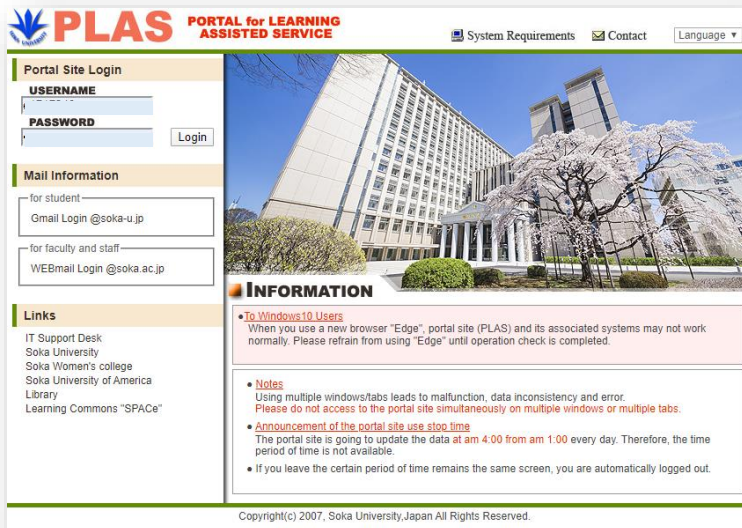 PLAS
PORTAL for LEARNING
ASSISTED SERVICE
System Requirements
Contact
Language ▼
Portal Site Login
USERNAME
PASSWORD
Login
Mail Information
for student
Gmail Login @soka-u.jp
for faculty and staff
WEBmail Login @soka.ac.jp
Links
IT Support Desk
Soka University
Soka Women's college
Soka University of America
Library
Learning Commons "SPACe"
INFORMATION
●To Windows10 Users
When you use a new browser "Edge", portal site (PLAS) and its associated systems may not work
normally. Please refrain from using "Edge" until operation check is completed.
● Notes
Using multiple windows/tabs leads to malfunction, data inconsistency and error.
Please do not access to the portal site simultaneously on multiple windows or multiple tabs.
● Announcement of the portal site use stop time
The portal site is going to update the data at am 4:00 from am 1:00 every day. Therefore, the time
period of time is not available.
● If you leave the certain period of time remains the same screen, you are automatically logged out.
Copyright(c) 2007, Soka University,Japan All Rights Reserved.